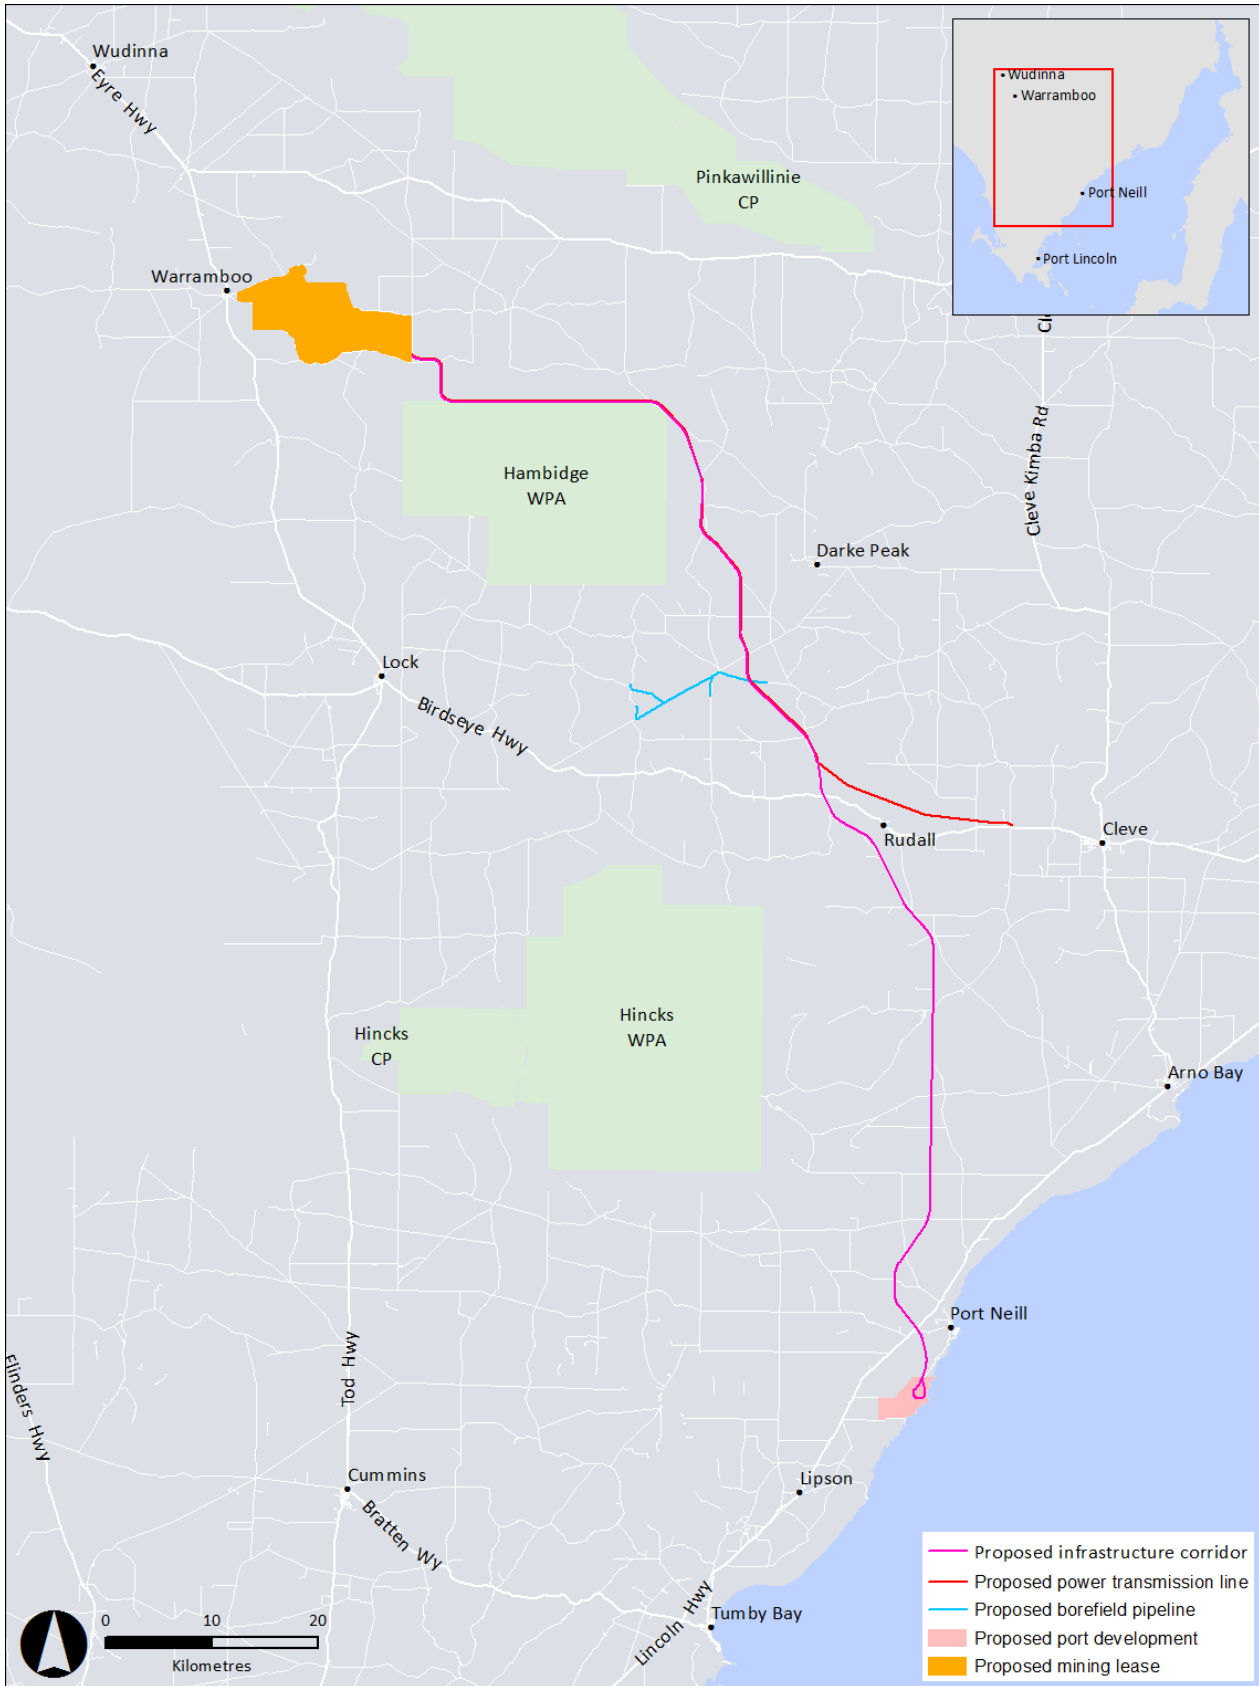 Wudinna
Eyre Hwy
Wudinna
Warramboo
Port Neill
Port Lincoln
Pinkawillinie
CP
Warramboo
Cle
Cleve Kimba Rd
Hambidge
WPA
Darke Peak
Lock
Birdseye Hwy
Rudall
Cleve
Hincks
WPA
Hincks
CP
Arno Bay
Port Neill
Tod Hwy
Flinders Hwy
Cummins
Bratten Wy
Lipson
Lincoln Hwy
Tumby Bay
0 10 20
Kilometres
Proposed infrastructure corridor
Proposed power transmission line
Proposed borefield pipeline
Proposed port development
Proposed mining lease